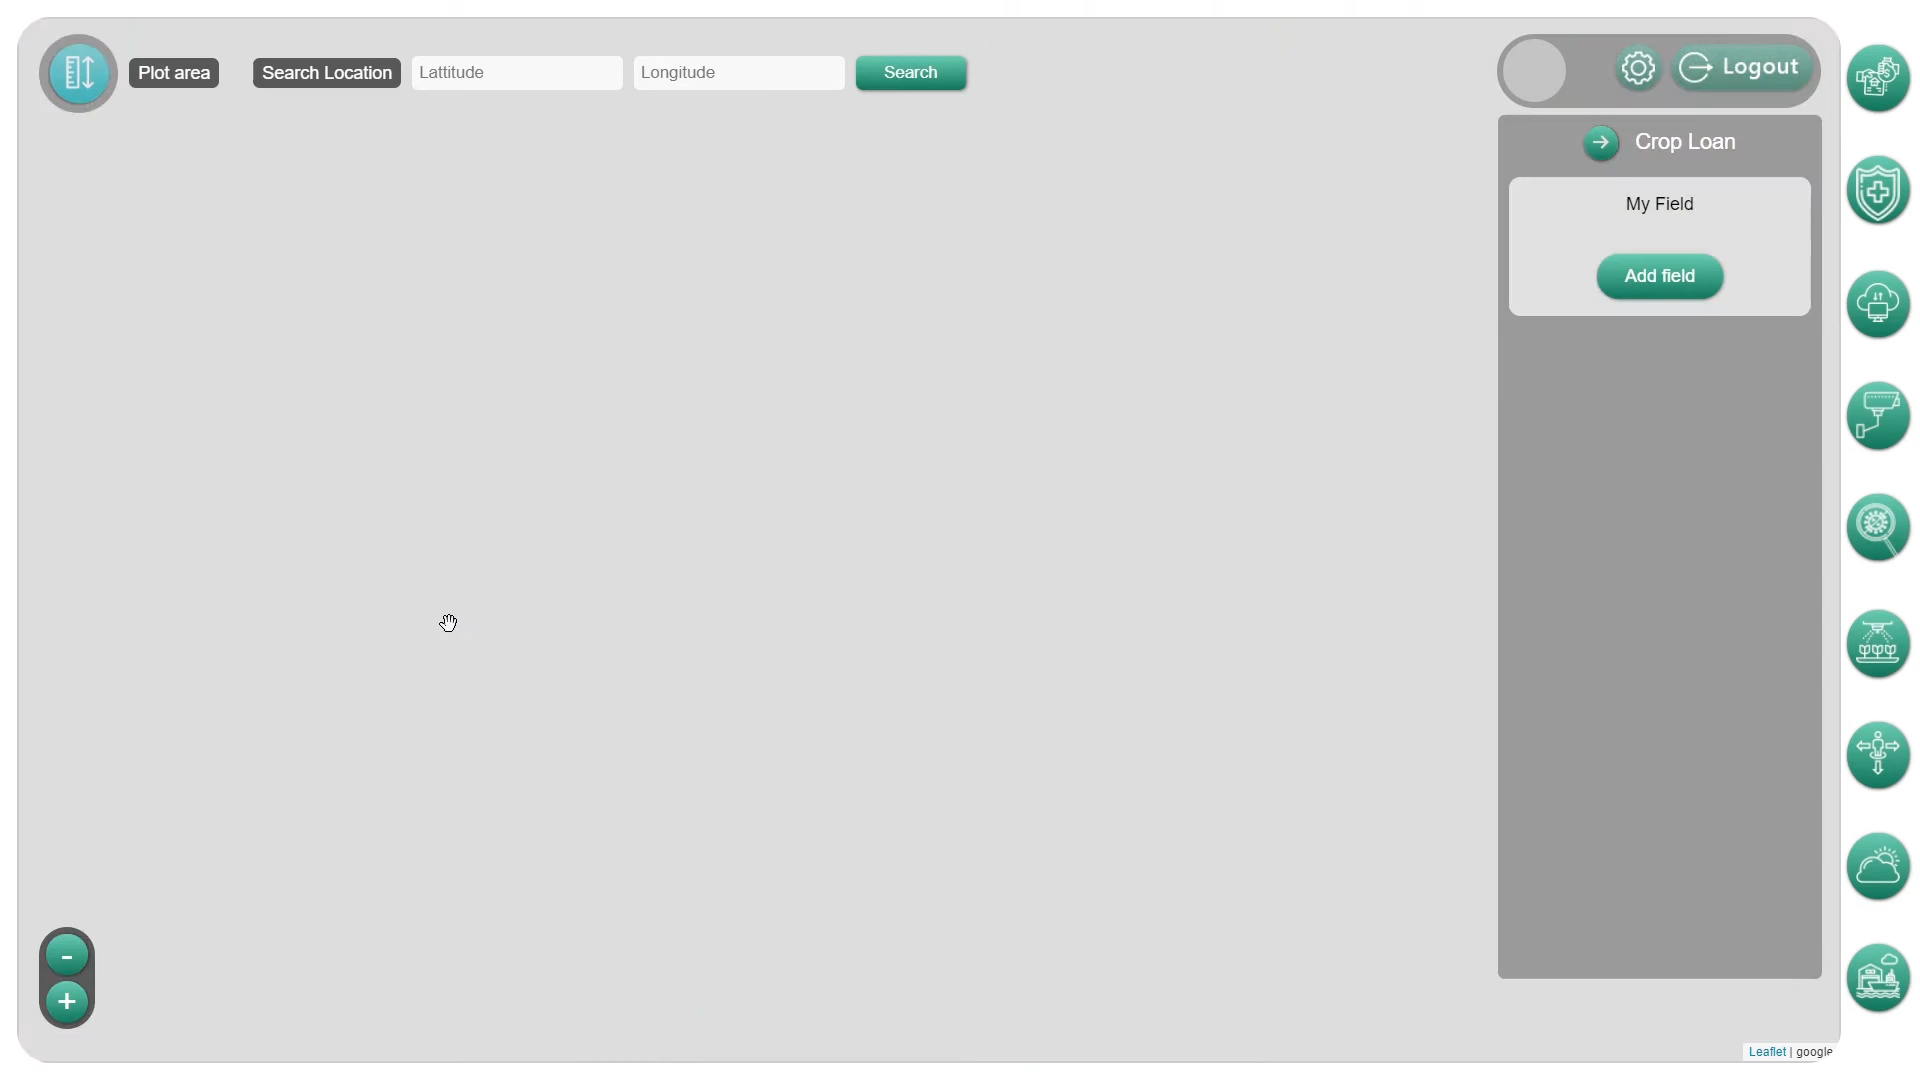 Plot area
Search Location
Lattitude
Longitude
Search
Logout
Crop Loan
My Field
Add field
-
+
Leaflet | google